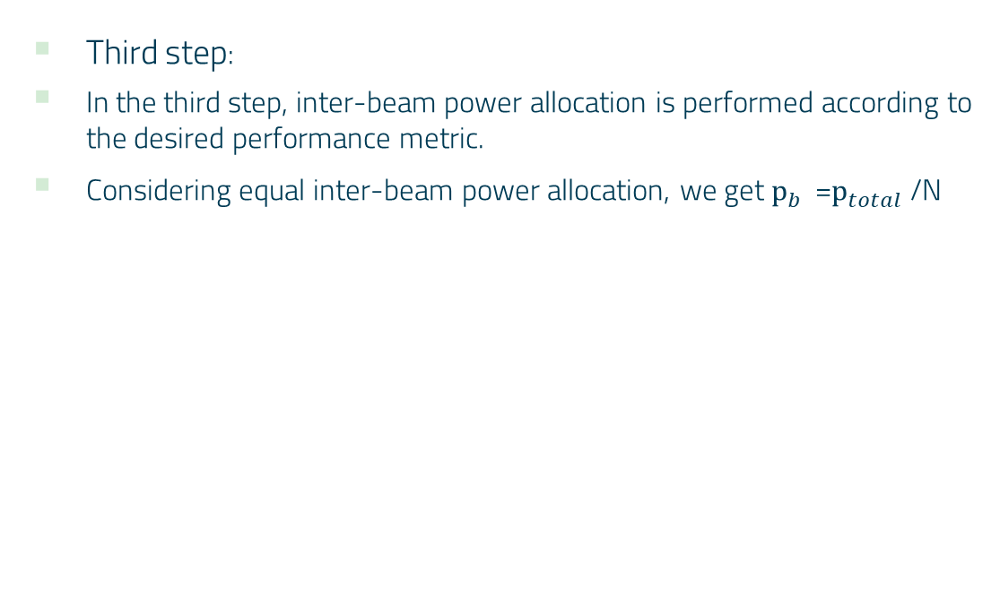 Third step:
In the third step, inter-beam power allocation is performed according to
the desired performance metric.
Considering equal inter-beam power allocation, we get p_b =p_total /N